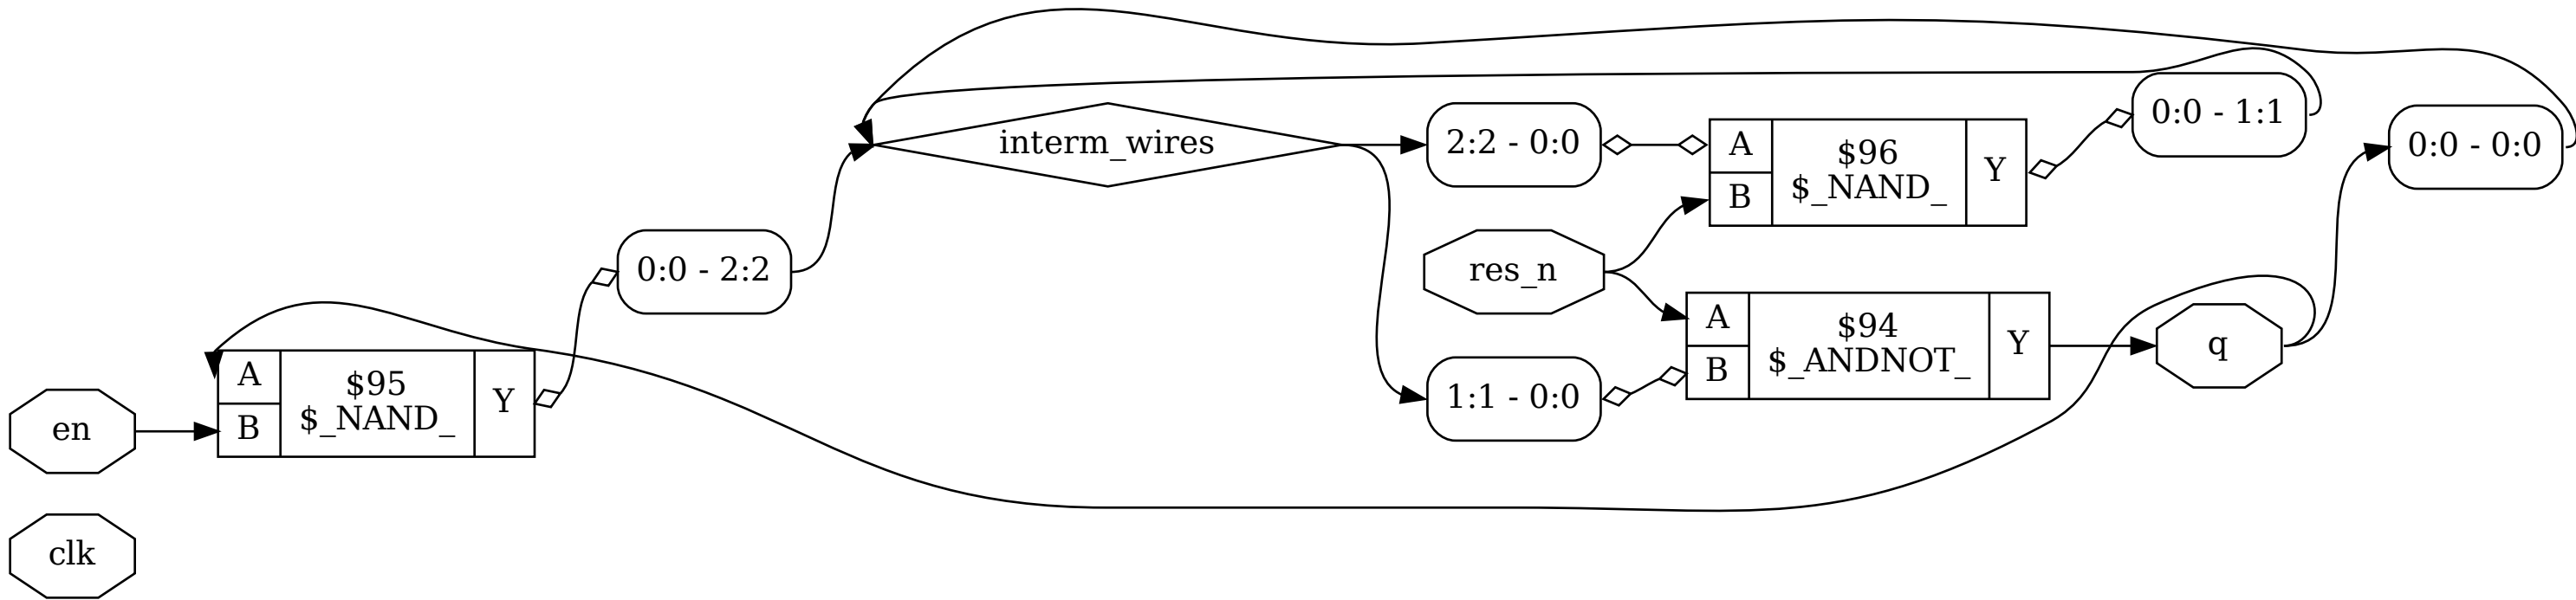 en
clk
A
B
$95
$_NAND_
Y
0:0 - 2:2
interm_wires
2:2 - 0:0
res_n
1:1 - 0:0
A
B
$96
$_NAND_
Y
A
B
$94
$_ANDNOT_
Y
0:0 - 1:1
q
0:0 - 0:0